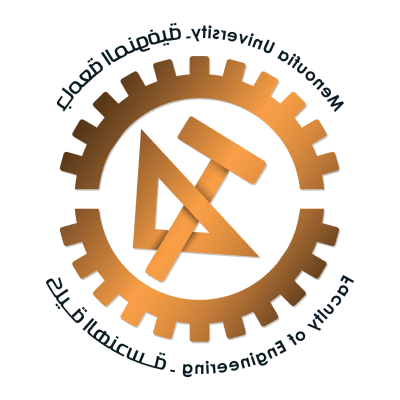 جامعة المنوفية - Menoufia University
كلية الهندسة - Faculty of Engineering